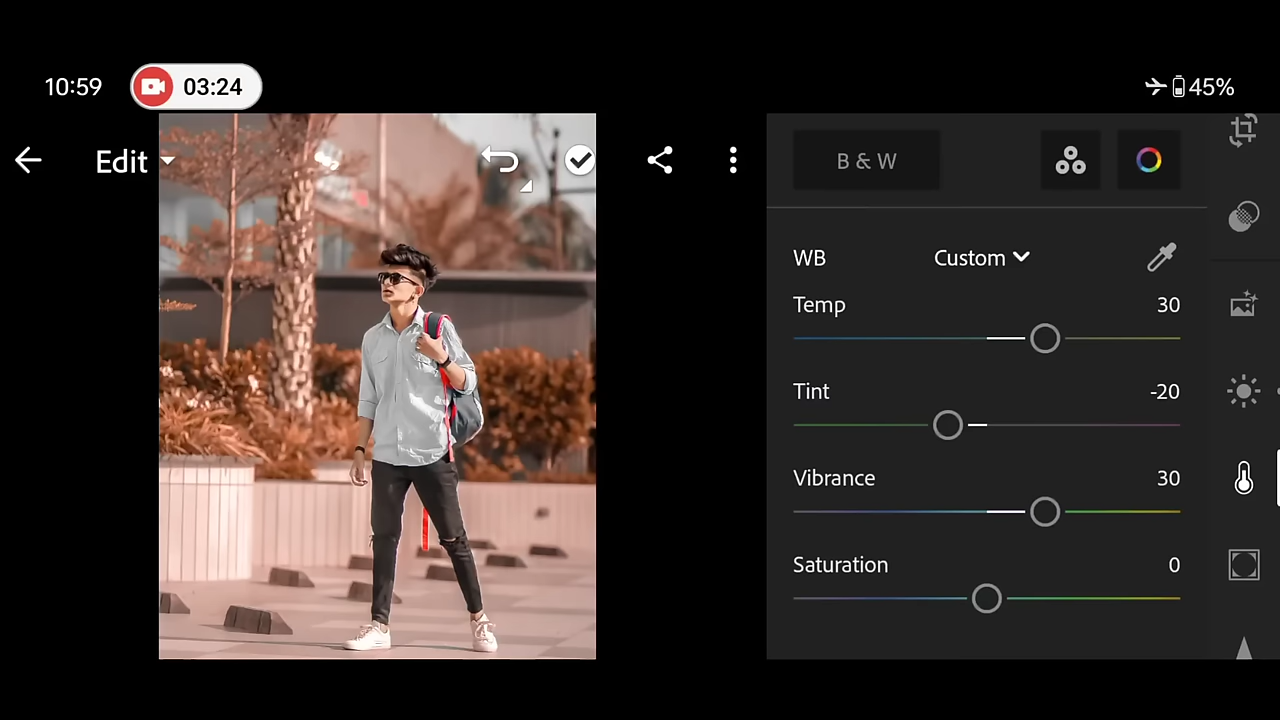 10:59
03:24
45%
Edit
B & W
WB
Custom
Temp
30
Tint
-20
Vibrance
30
Saturation
0